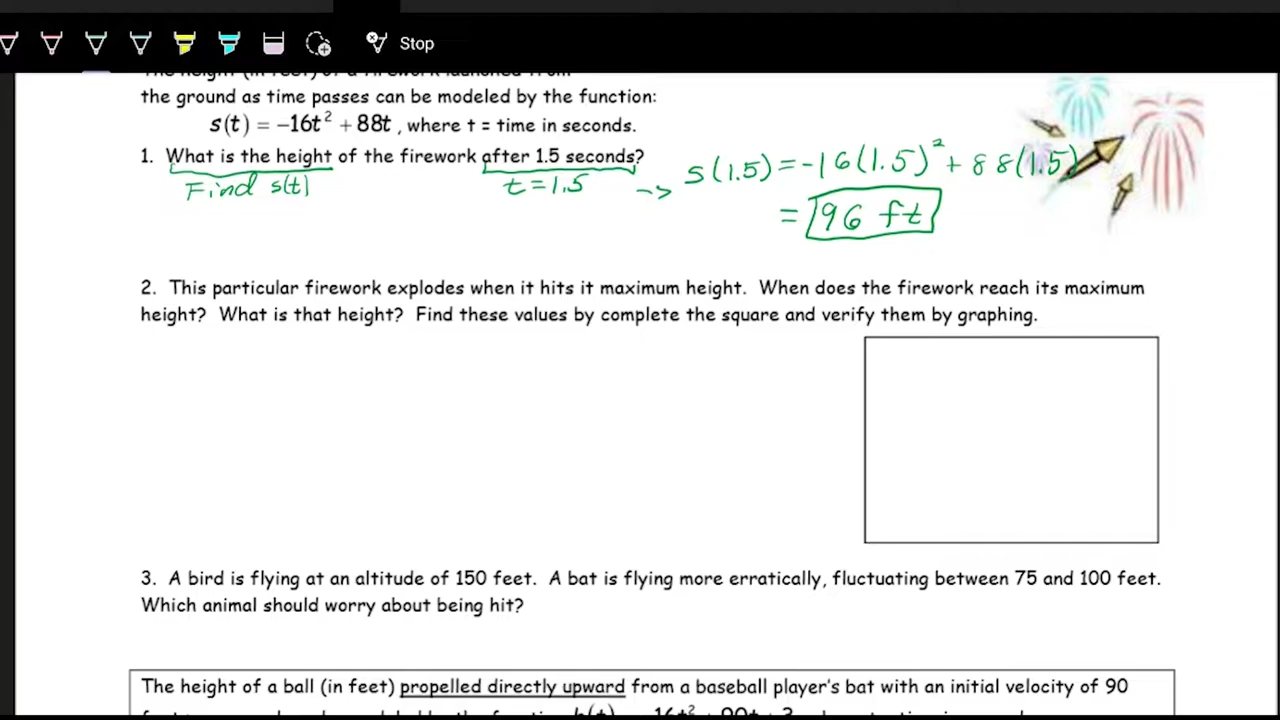 Stop
the ground as time passes can be modeled by the function:
s(t) = -16t² + 88t, where t = time in seconds.
1. What is the height of the firework after 1.5 seconds?
Find s(t)
t = 1.5
-> s(1.5) = -16(1.5)² + 88(1.5)
= 96 ft
2. This particular firework explodes when it hits it maximum height. When does the firework reach its maximum
height? What is that height? Find these values by complete the square and verify them by graphing.
3. A bird is flying at an altitude of 150 feet. A bat is flying more erratically, fluctuating between 75 and 100 feet.
Which animal should worry about being hit?
The height of a ball (in feet) propelled directly upward from a baseball player's bat with an initial velocity of 90